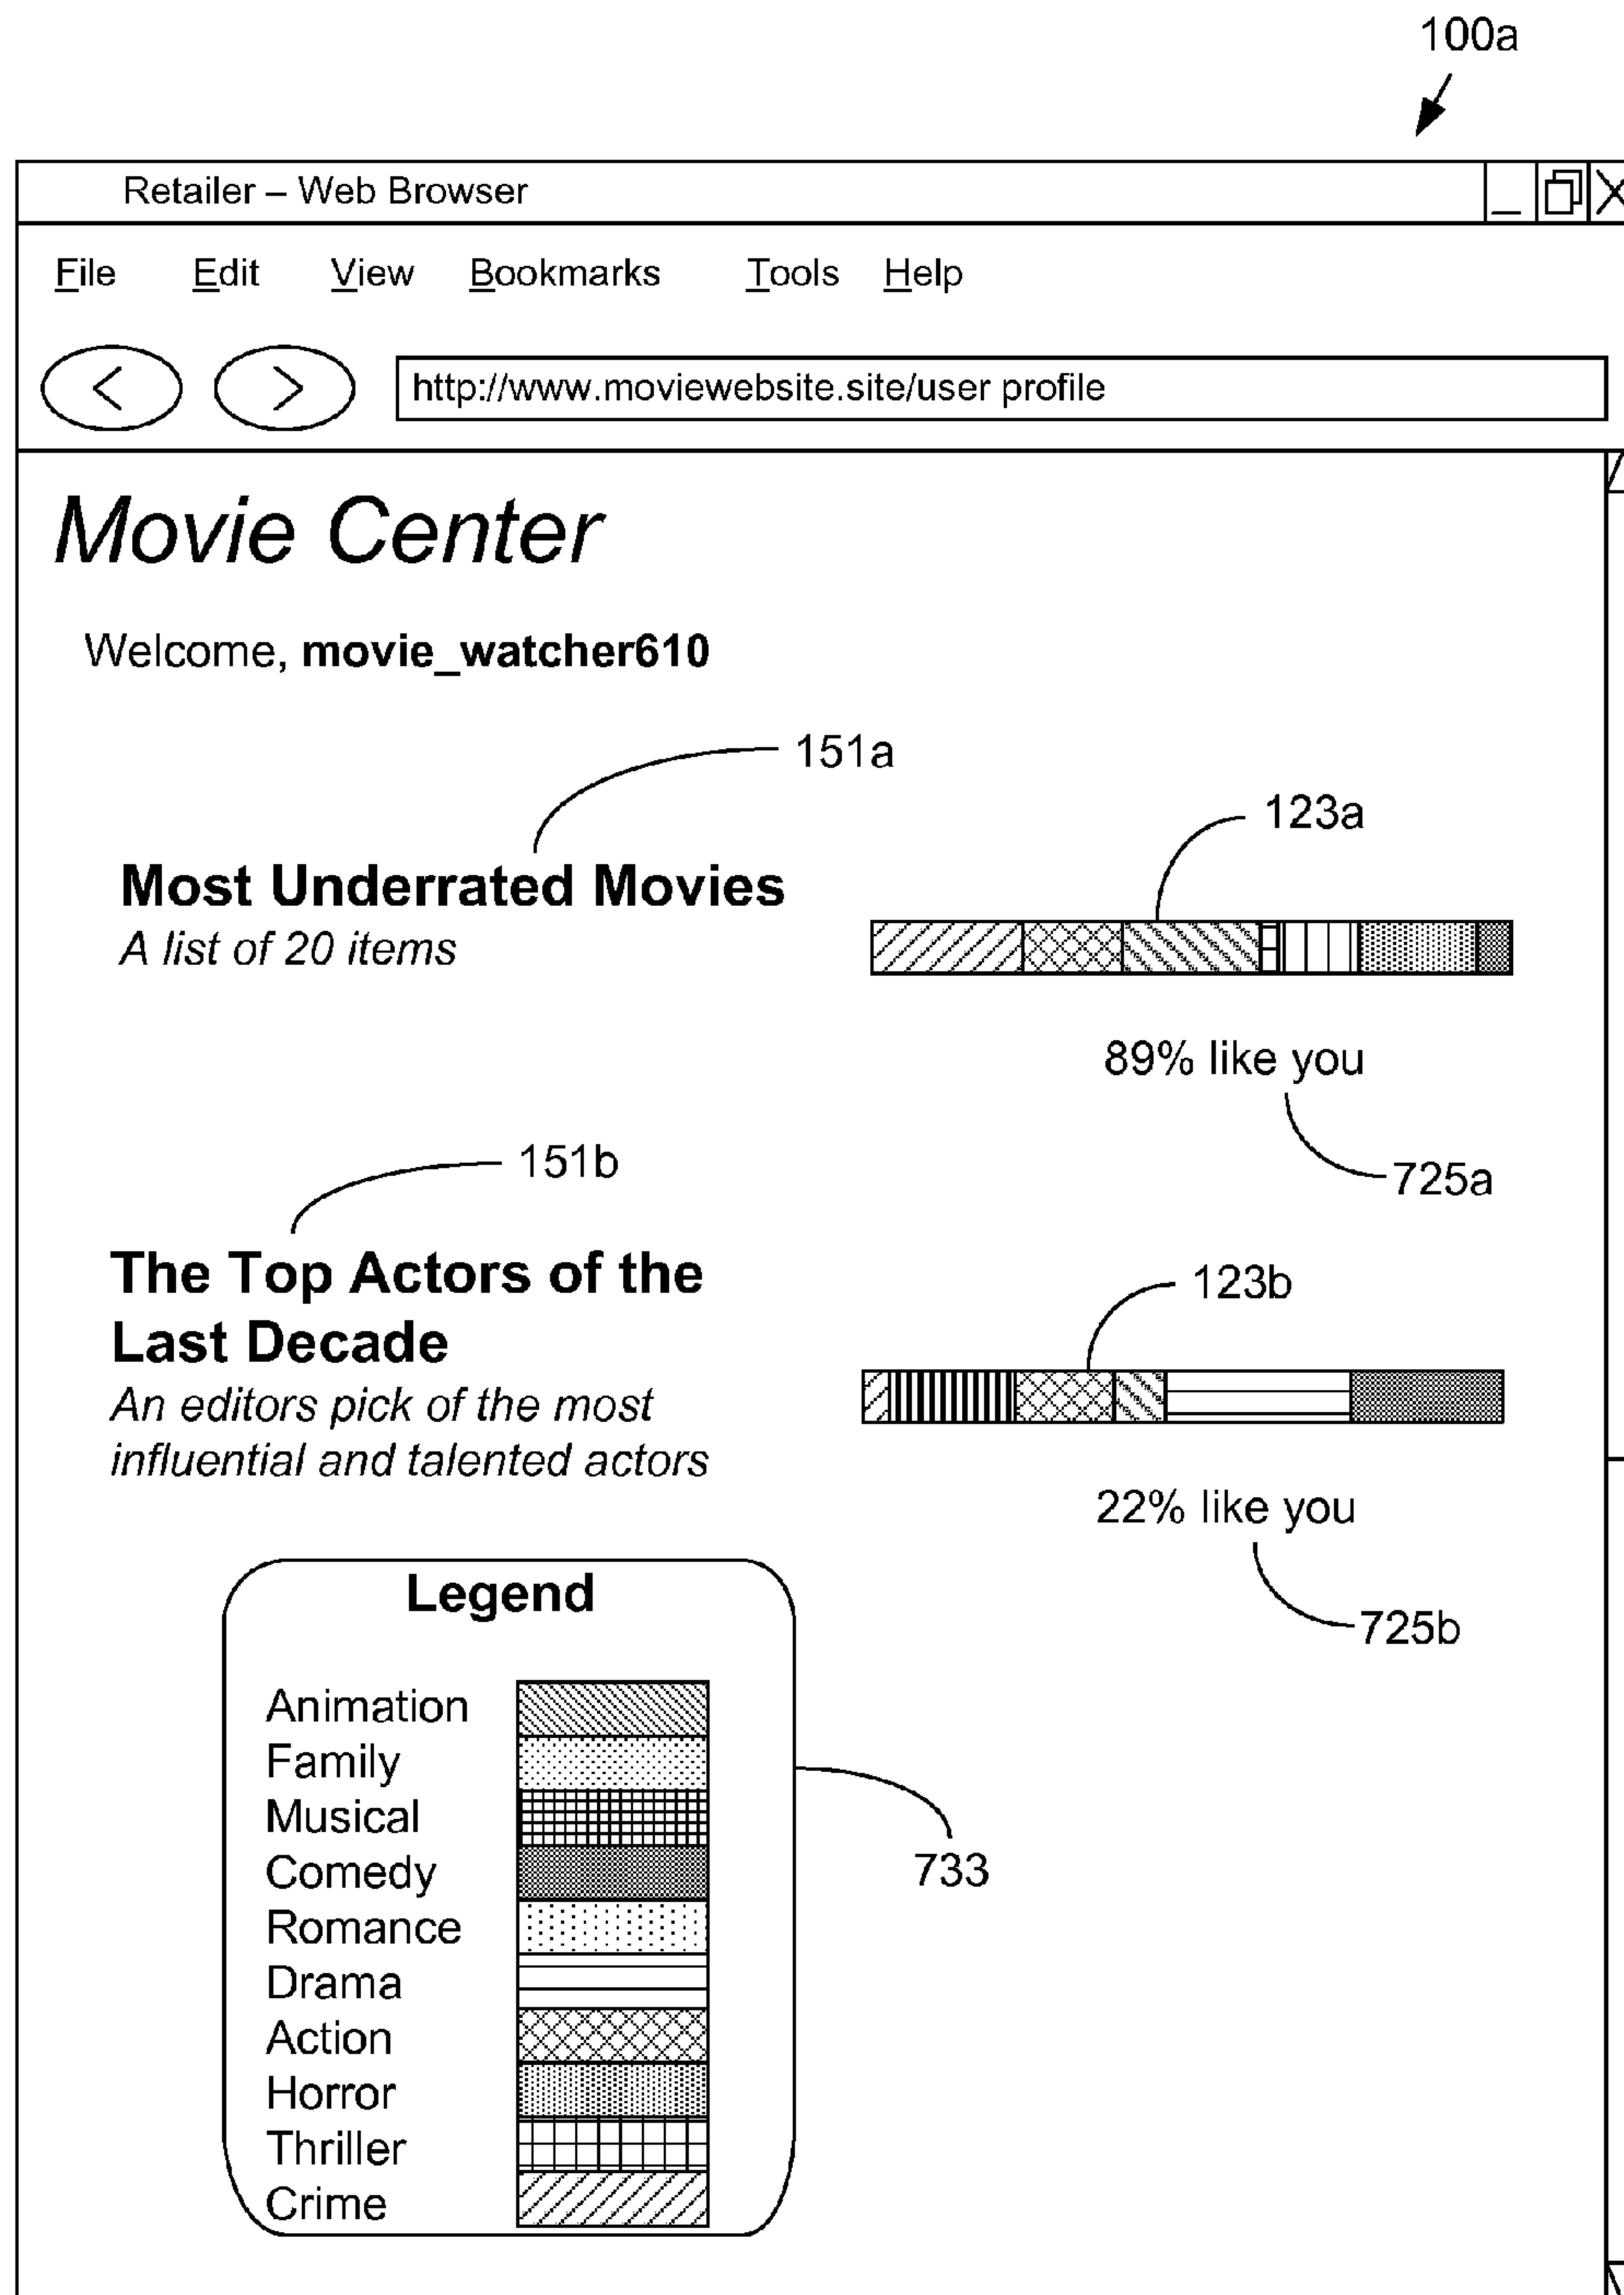 100a
Retailer – Web Browser
File Edit View Bookmarks Tools Help
http://www.moviewebsite.site/user profile
Movie Center
Welcome, movie_watcher610
151a
123a
Most Underrated Movies
A list of 20 items
89% like you
725a
151b
The Top Actors of the
Last Decade
An editors pick of the most
influential and talented actors
123b
22% like you
725b
Legend
Animation
Family
Musical
Comedy
Romance
Drama
Action
Horror
Thriller
Crime
733